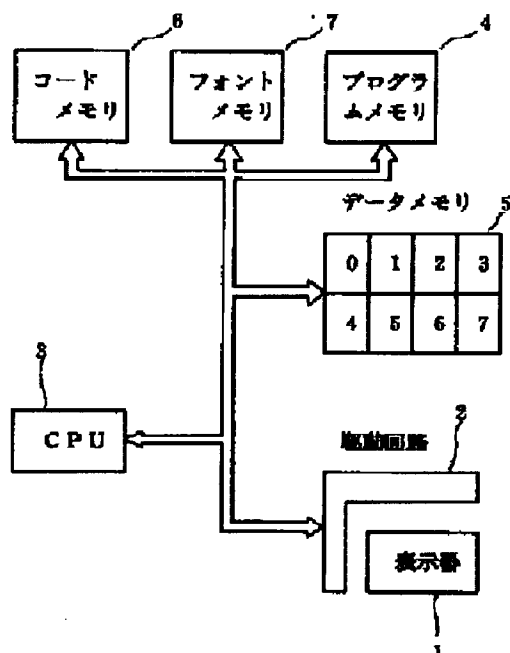 6
7
4
コード
メモリ
フォント
メモリ
プログラ
ムメモリ
データメモリ
5
0 1 2 3
4 5 6 7
3
CPU
駆動回路
2
表示器
1